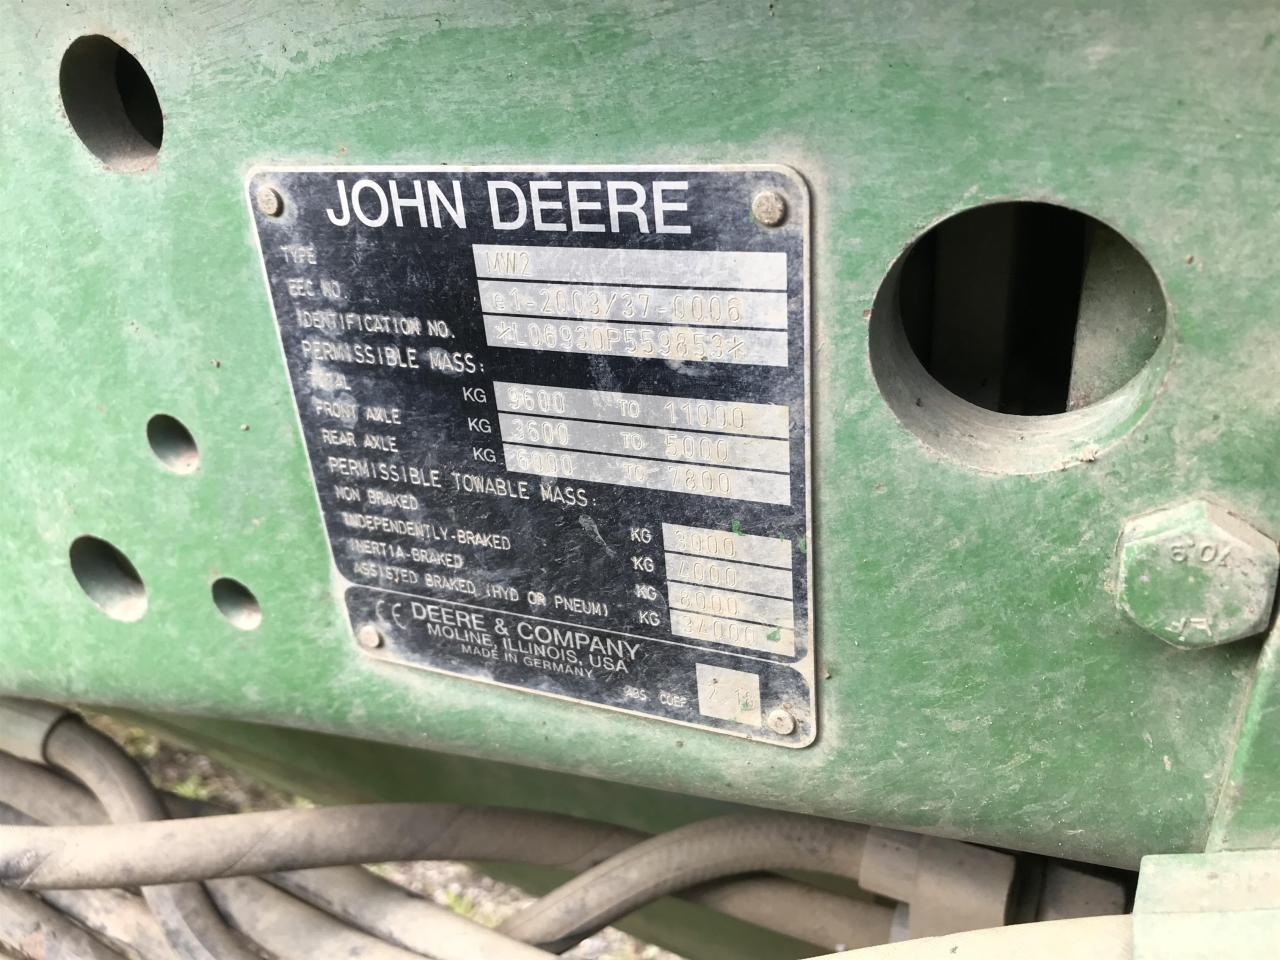 JOHN DEERE
TYPE MW2
EEC NO. e1-2003/37-0006
IDENTIFICATION NO. *L06930P559853*
PERMISSIBLE MASS:
TOTAL KG 9600 TO 11000
FRONT AXLE KG 3600 TO 5000
REAR AXLE KG 6000 TO 7800
PERMISSIBLE TOWABLE MASS:
NON BRAKED KG 3000
INDEPENDENTLY-BRAKED KG 4000
INERTIA-BRAKED KG 8000
ASSISTED BRAKED (HYD OR PNEUM) KG 34000
CE DEERE & COMPANY
MOLINE, ILLINOIS, USA
MADE IN GERMANY
ABS COEF
10.9